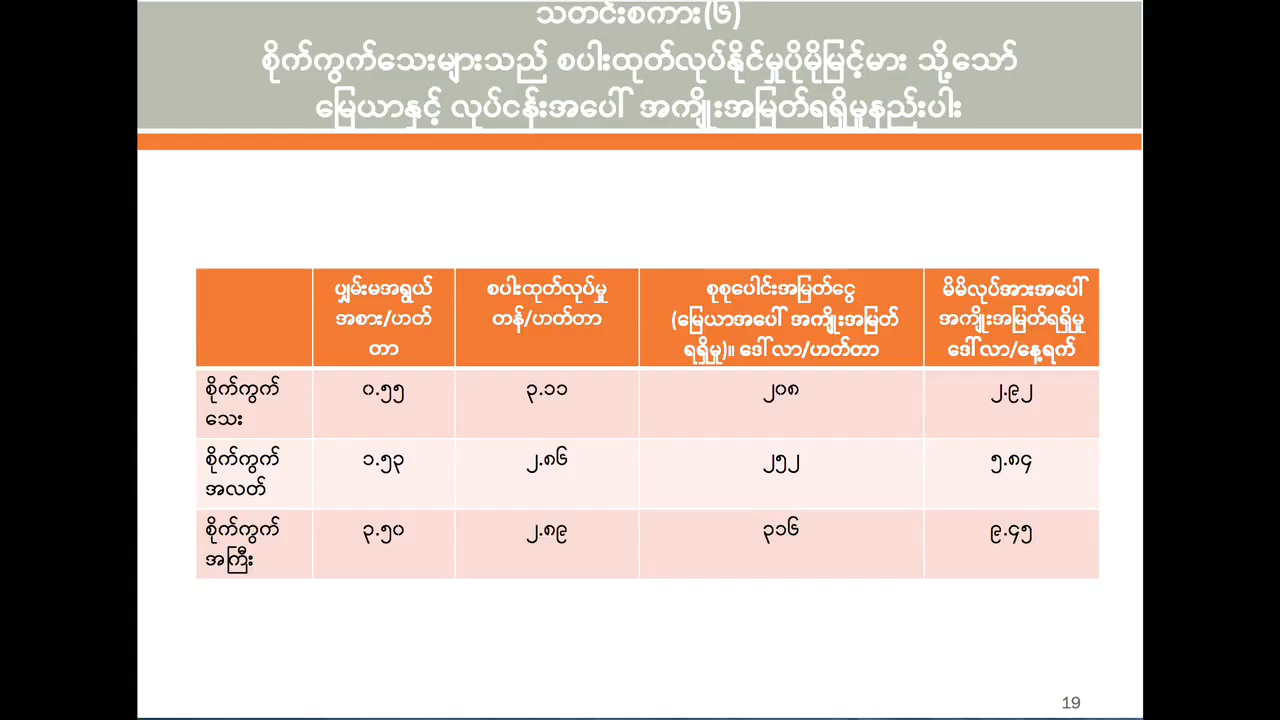 သတင်းစကား(၆)
စိုက်ကွက်သေးများသည် စပါးထုတ်လုပ်နိုင်မှုပိုမိုမြင့်မား သို့သော်
မြေယာနှင့် လုပ်ငန်းအပေါ် အကျိုးအမြတ်ရရှိမှုနည်းပါး
ပျှမ်းမအရွယ်
အစား/ဟတ်
တာ
စပါးထုတ်လုပ်မှု
တန်/ဟတ်တာ
စုစုပေါင်းအမြတ်ငွေ
(မြေယာအပေါ် အကျိုးအမြတ်
ရရှိမှု)။ ဒေါ်လာ/ဟတ်တာ
မိမိလုပ်အားအပေါ်
အကျိုးအမြတ်ရရှိမှု
ဒေါ်လာ/နေ့ရက်
စိုက်ကွက်
သေး
၀.၅၅
၃.၁၁
၂၀၈
၂.၉၂
စိုက်ကွက်
အလတ်
၁.၅၃
၂.၈၆
၂၅၂
၅.၈၄
စိုက်ကွက်
အကြီး
၃.၅၀
၂.၈၉
၃၁၆
၉.၄၅
19